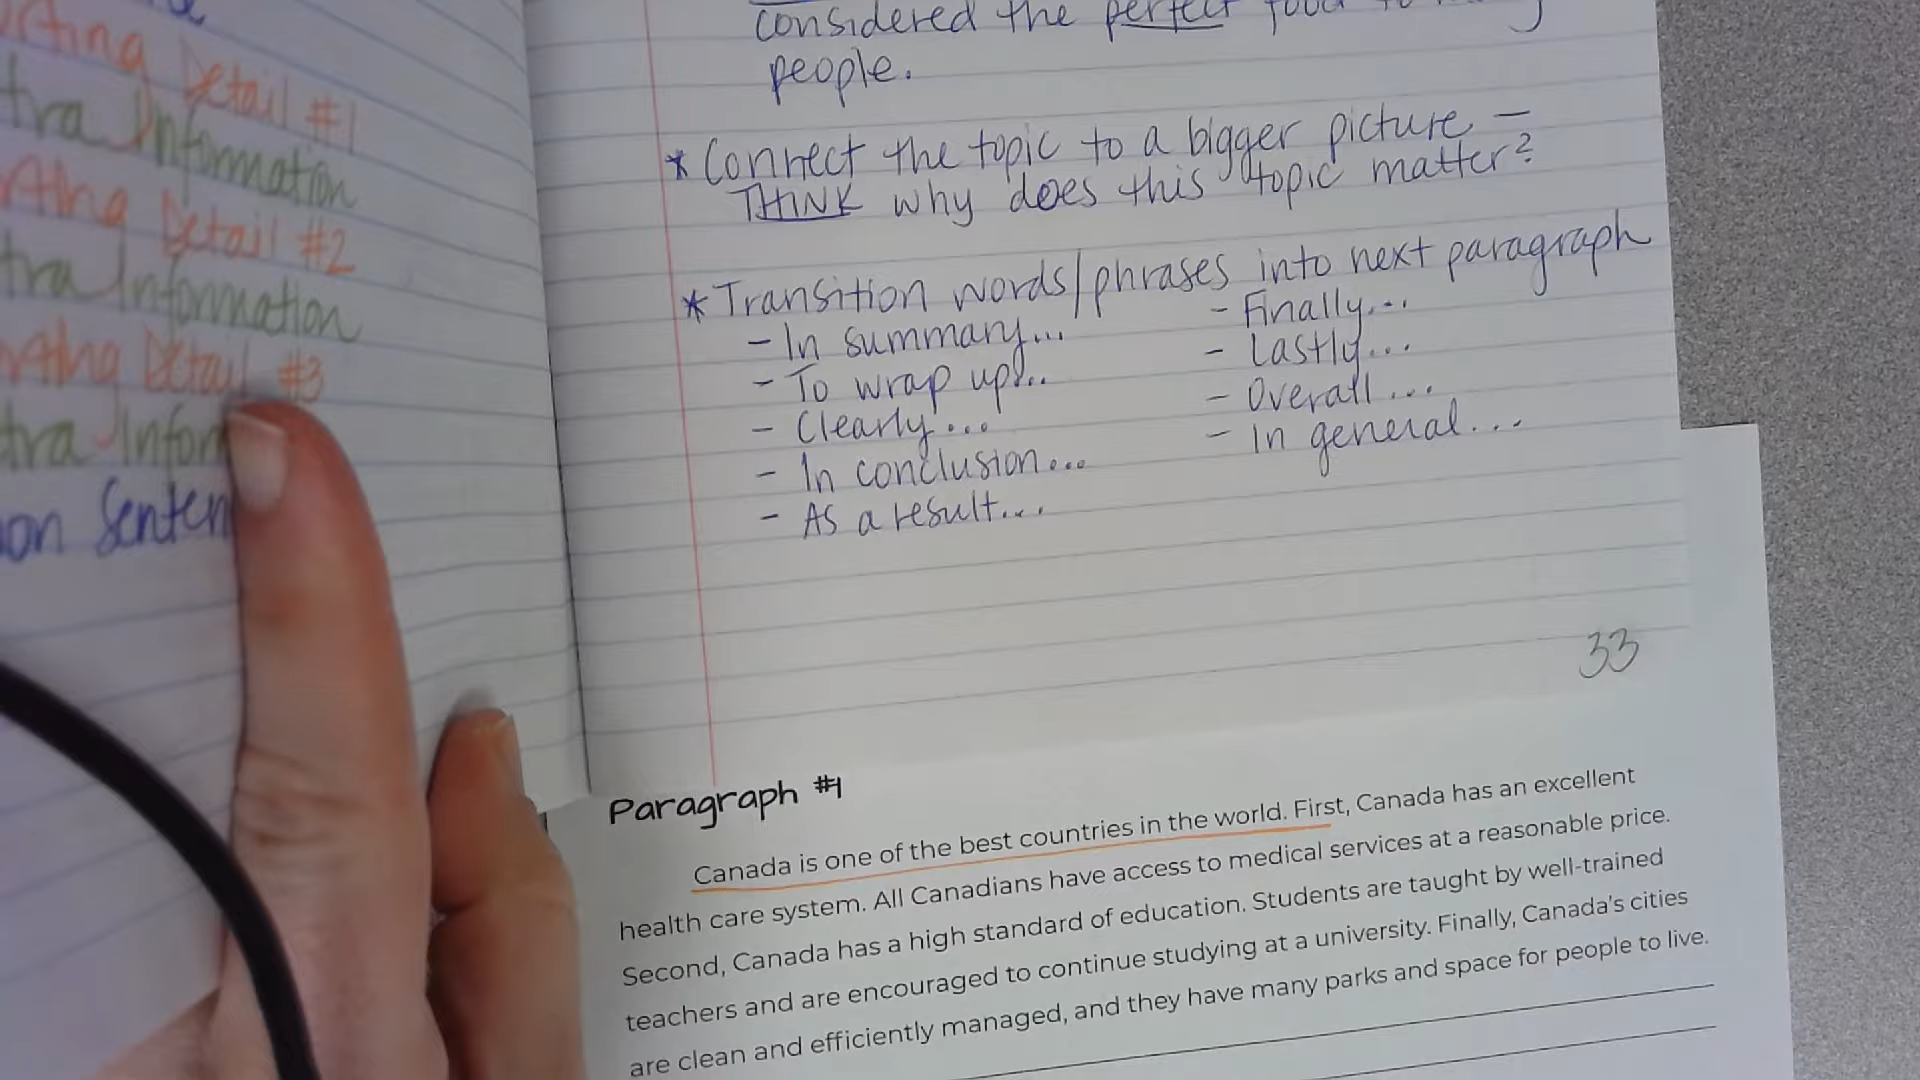 Detail #1
Information
Detail #2
Information
Detail #3
considered the perfect food
people.
* Connect the topic to a bigger picture –
THINK why does this topic matter?
* Transition words/phrases into next paragraph
- In summary...
- To wrap up...
- Clearly...
- In conclusion...
- As a result...
- Finally...
- Lastly...
- Overall...
- In general...
33
Paragraph #1
Canada is one of the best countries in the world. First, Canada has an excellent
health care system. All Canadians have access to medical services at a reasonable price.
Second, Canada has a high standard of education. Students are taught by well-trained
teachers and are encouraged to continue studying at a university. Finally, Canada's cities
are clean and efficiently managed, and they have many parks and space for people to live.